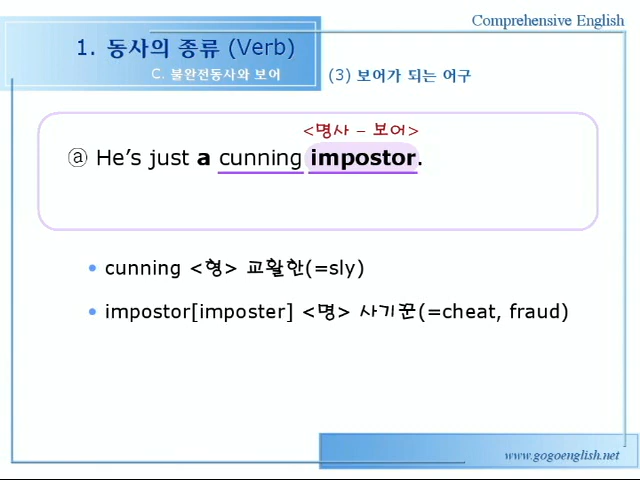 Comprehensive English
1. 동사의 종류 (Verb)
C. 불완전동사와 보어
(3) 보어가 되는 어구
<명사 – 보어>
ⓐ He's just a cunning impostor.
• cunning <형> 교활한(=sly)
• impostor[imposter] <명> 사기꾼(=cheat, fraud)
www.gogoenglish.net